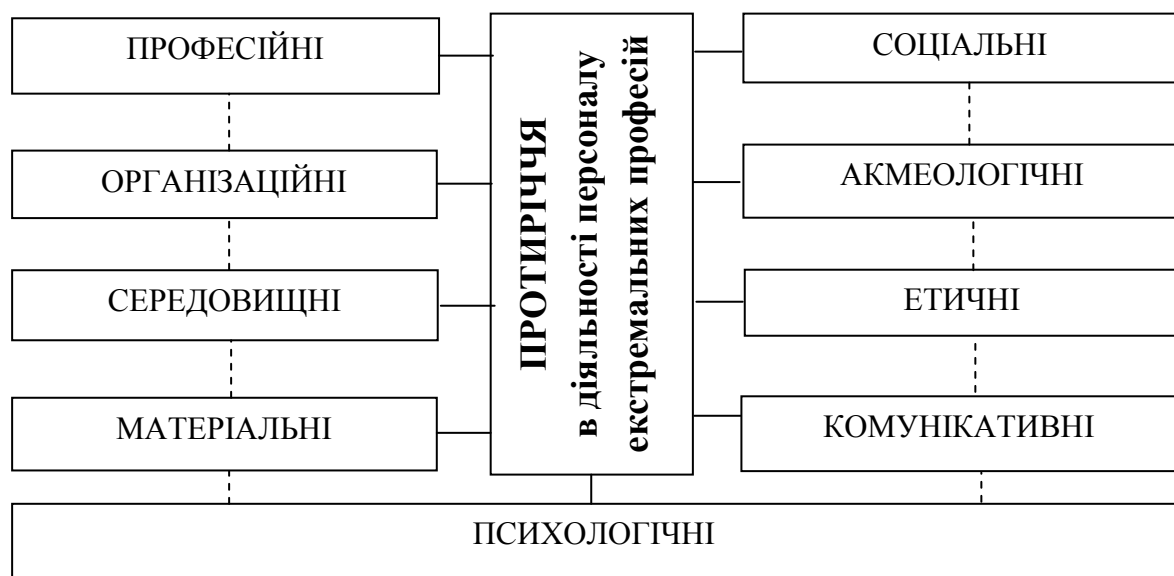 ПРОФЕСІЙНІ
ОРГАНІЗАЦІЙНІ
СЕРЕДОВИЩНІ
МАТЕРІАЛЬНІ
ПРОТИРІЧЧЯ
в діяльності персоналу
екстремальних професій
СОЦІАЛЬНІ
АКМЕОЛОГІЧНІ
ЕТИЧНІ
КОМУНІКАТИВНІ
ПСИХОЛОГІЧНІ